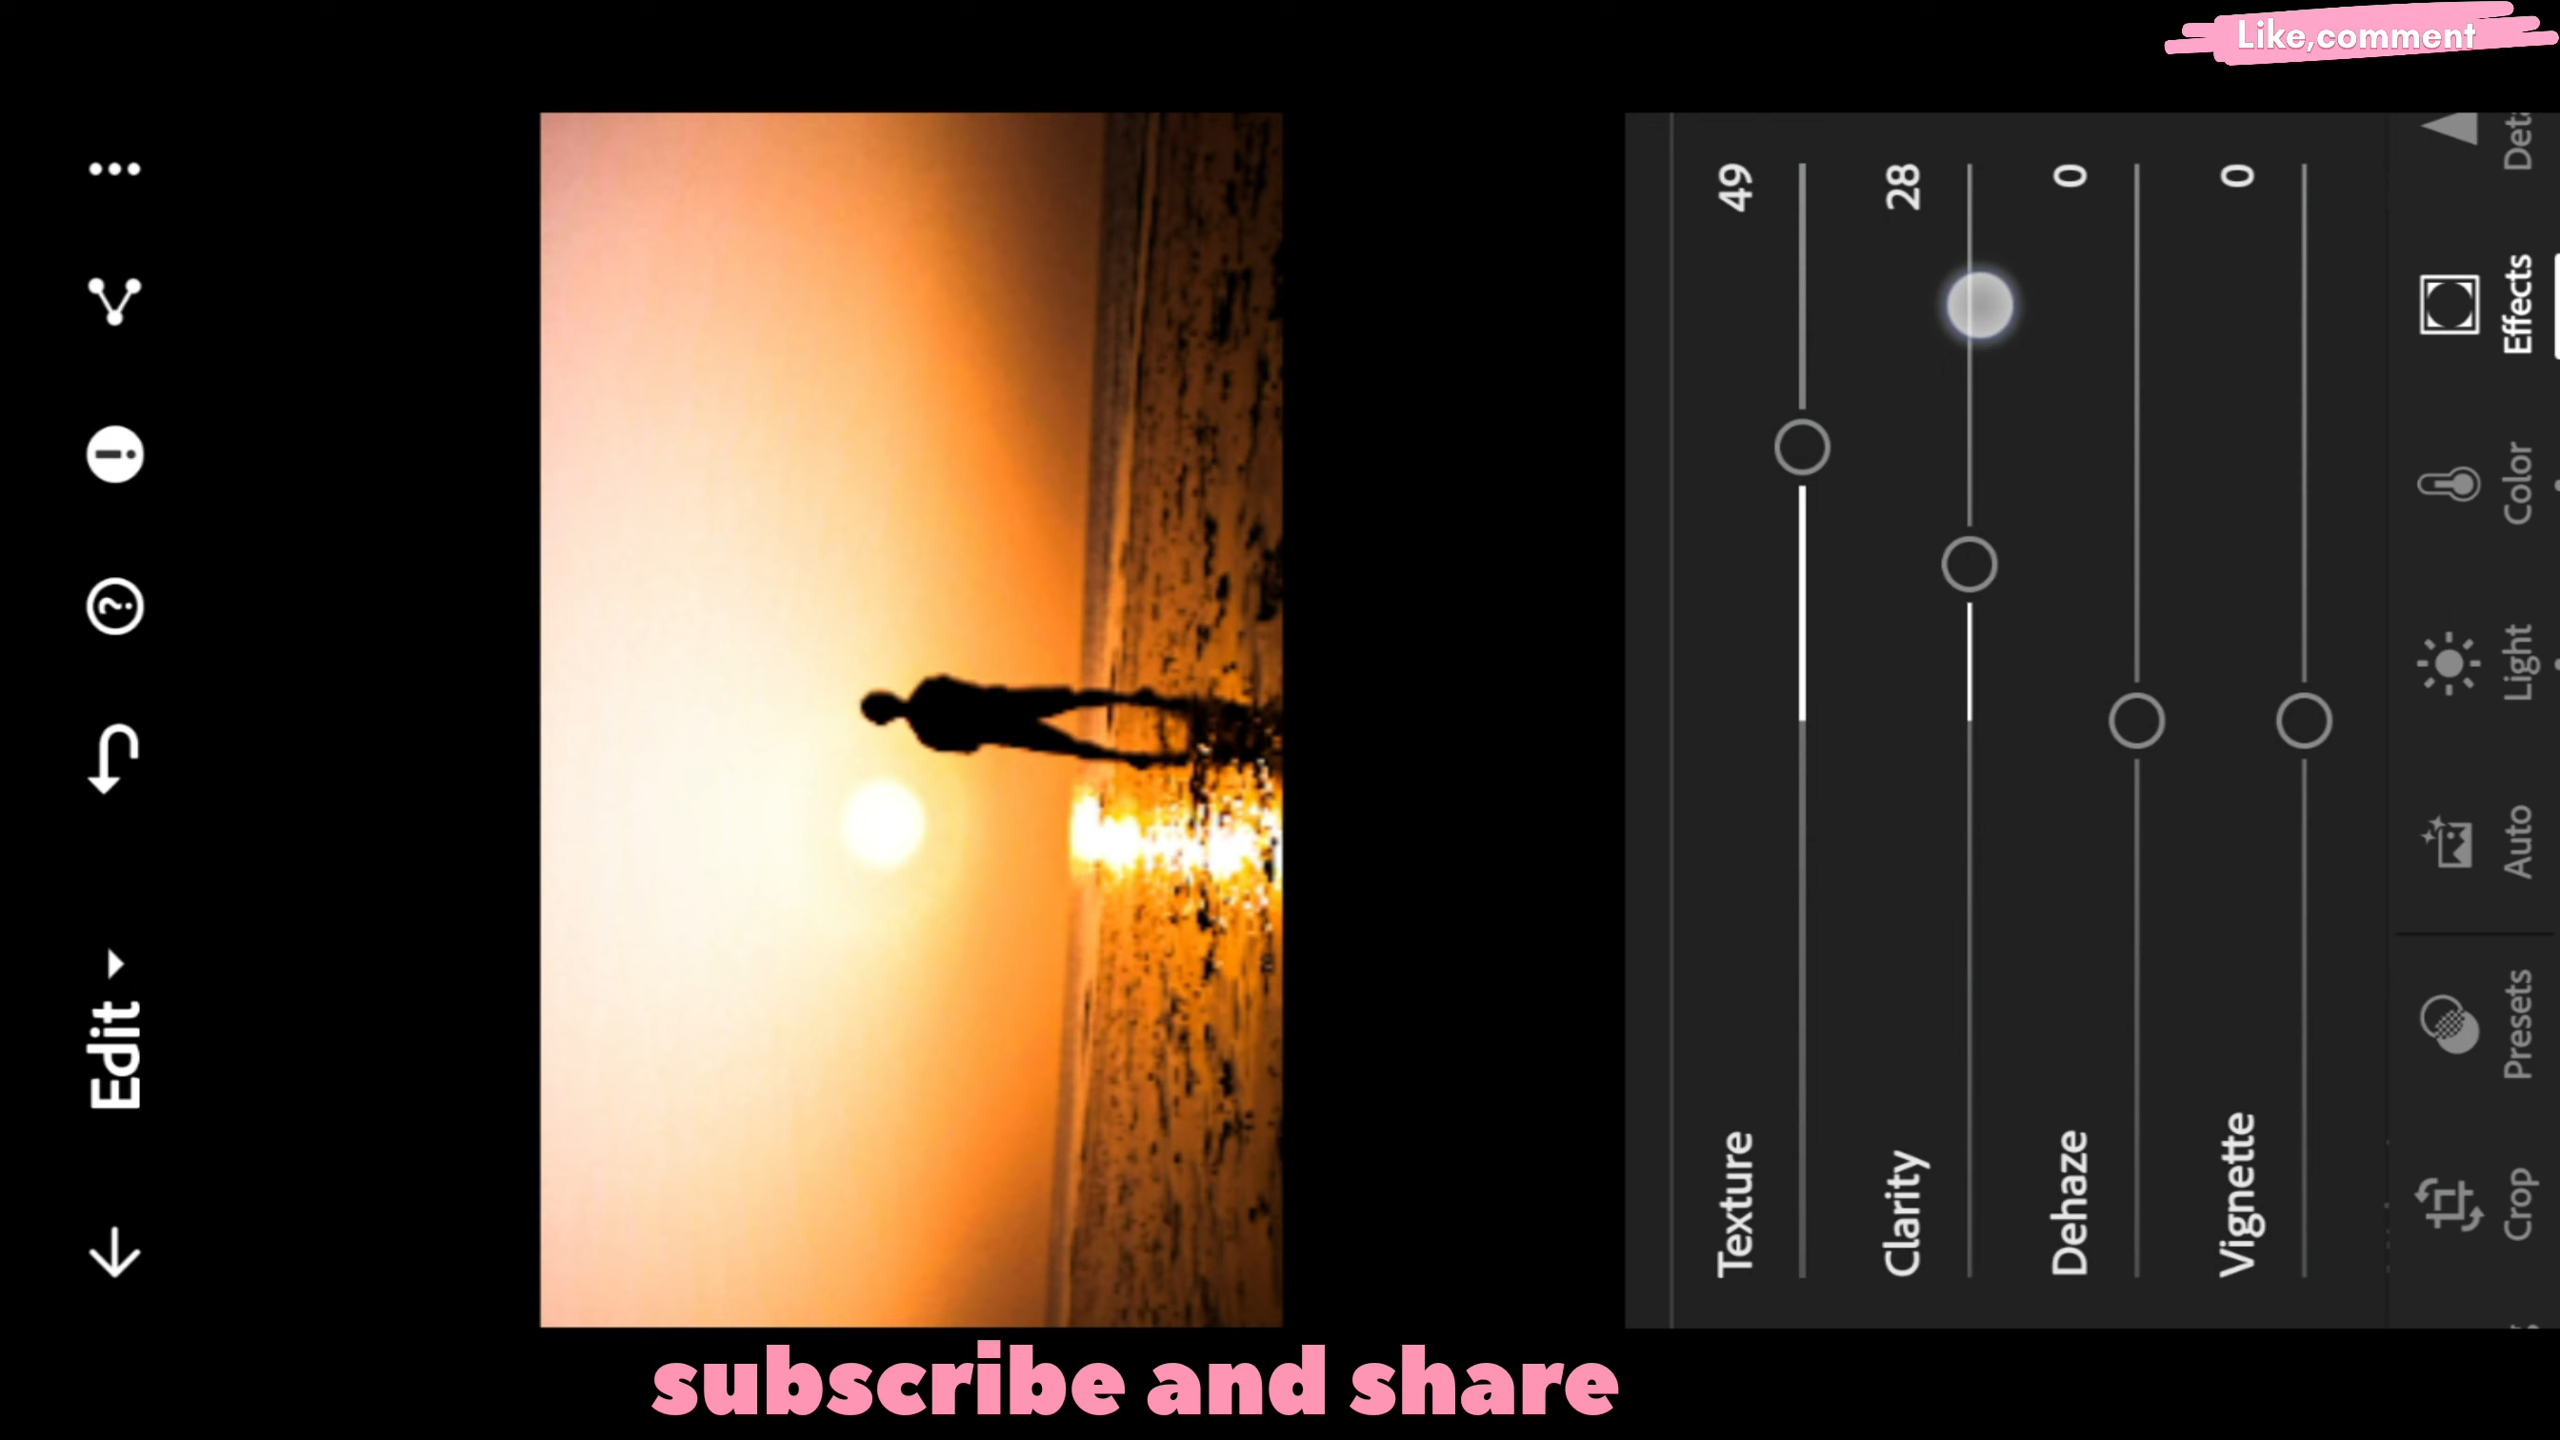 Like,comment
Edit
Texture 49
Clarity 28
Dehaze 0
Vignette 0
Crop
Presets
Auto
Light
Color
Effects
Deta
subscribe and share